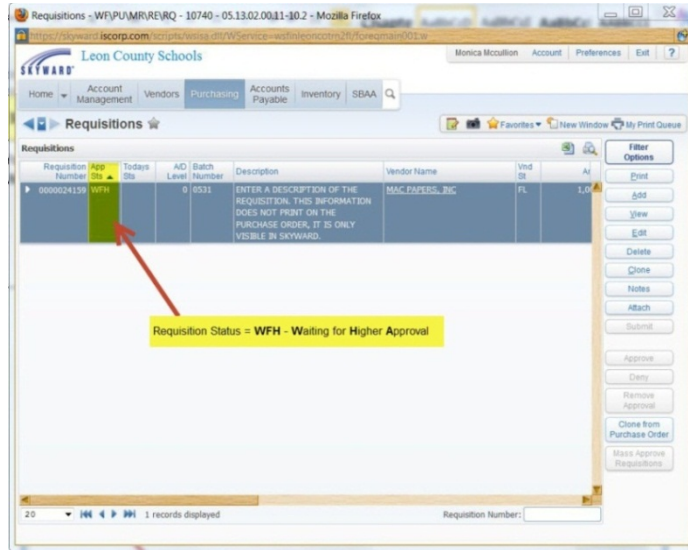 Requisitions - WF\PU\MR\RE\RQ - 10740 - 05.13.02.00.11-10.2 - Mozilla Firefox
Leon County Schools
SKYWARD
Monica Mccullion Account Preferences Exit ?
Home Account Management Vendors Purchasing Accounts Payable Inventory SBAA
Requisitions
Favorites New Window My Print Queue
Requisitions
Requisition Number App Sts Todays Sts A/D Level Batch Number Description Vendor Name Vnd St
0000024159 WFH 0 0531 ENTER A DESCRIPTION OF THE MAC PAPERS, INC FL
REQUISITION. THIS INFORMATION
DOES NOT PRINT ON THE
PURCHASE ORDER, IT IS ONLY
VISIBLE IN SKYWARD.
Filter Options
Print
Add
View
Edit
Delete
Clone
Notes
Attach
Submit
Approve
Deny
Remove Approval
Clone from Purchase Order
Mass Approve Requisitions
Requisition Status = WFH - Waiting for Higher Approval
20 1 records displayed Requisition Number: